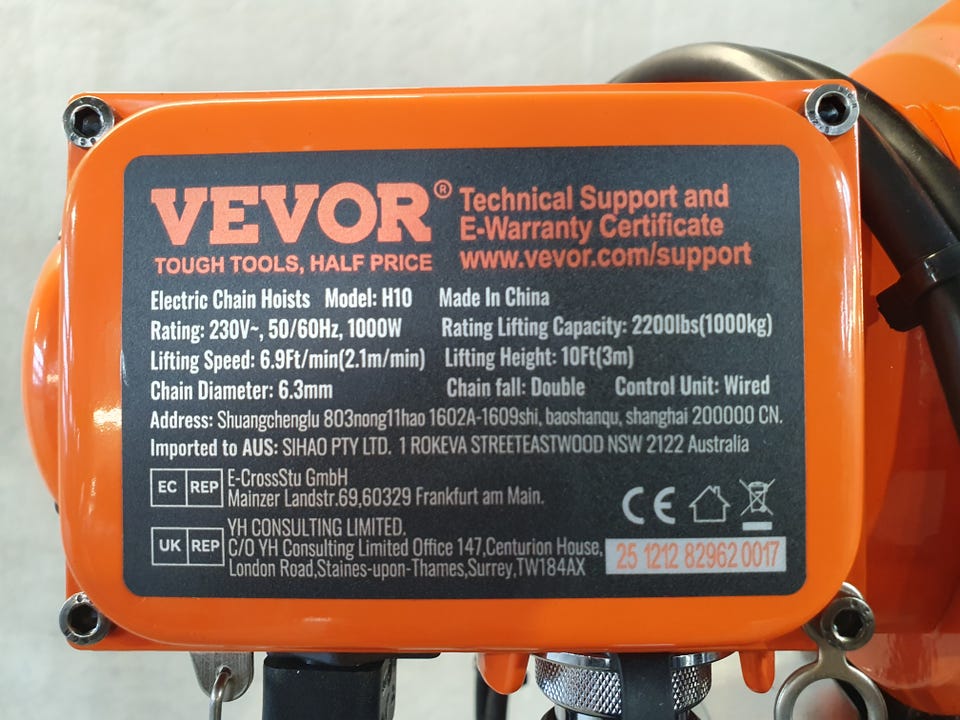 VEVOR®
TOUGH TOOLS, HALF PRICE
Technical Support and
E-Warranty Certificate
www.vevor.com/support
Electric Chain Hoists Model: H10 Made In China
Rating: 230V~, 50/60Hz, 1000W Rating Lifting Capacity: 2200lbs(1000kg)
Lifting Speed: 6.9Ft/min(2.1m/min) Lifting Height: 10Ft(3m)
Chain Diameter: 6.3mm Chain fall: Double Control Unit: Wired
Address: Shuangchenglu 803nong11hao 1602A-1609shi, baoshanqu, shanghai 200000 CN.
Imported to AUS: SIHAO PTY LTD. 1 ROKEVA STREETEASTWOOD NSW 2122 Australia
EC REP E-CrossStu GmbH
Mainzer Landstr.69,60329 Frankfurt am Main.
UK REP YH CONSULTING LIMITED.
C/O YH Consulting Limited Office 147,Centurion House,
London Road,Staines-upon-Thames,Surrey,TW184AX
CE
25 1212 82962 0017